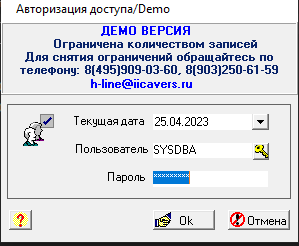 Авторизация доступа/Demo
ДЕМО ВЕРСИЯ
Ограничена количеством записей
Для снятия ограничений обращайтесь по
телефону: 8(495)909-03-60, 8(903)250-61-59
h-line@iicavers.ru
Текущая дата 25.04.2023
Пользователь SYSDBA
Пароль ********
? Ok Отмена